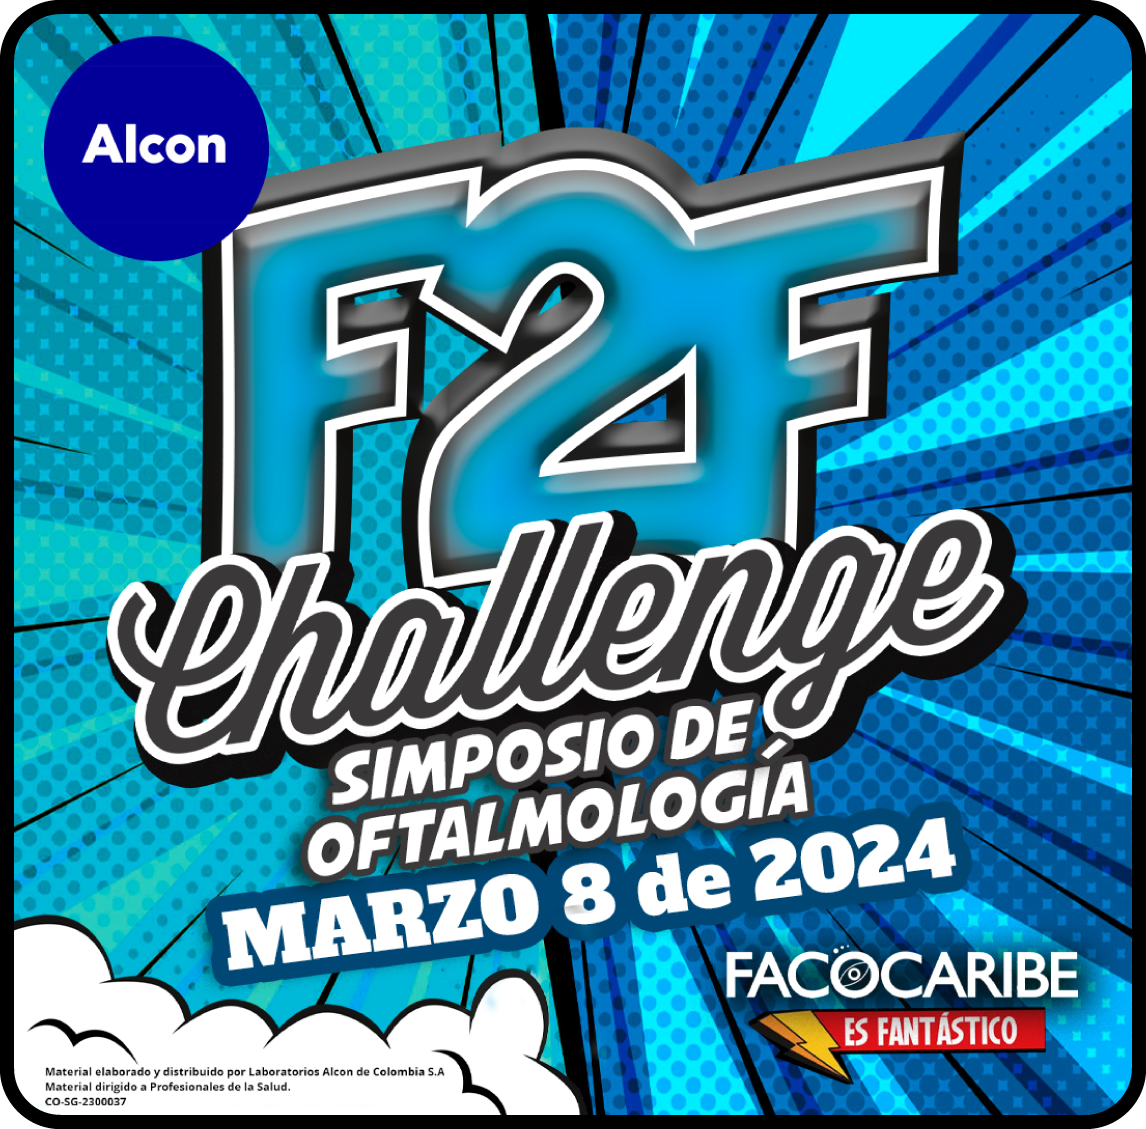 Alcon
F2F
Challenge
SIMPOSIO DE
OFTALMOLOGÍA
MARZO 8 de 2024
FACOCARIBE
ES FANTÁSTICO
Material elaborado y distribuido por Laboratorios Alcon de Colombia S.A
Material dirigido a Profesionales de la Salud.
CO-SG-2300037